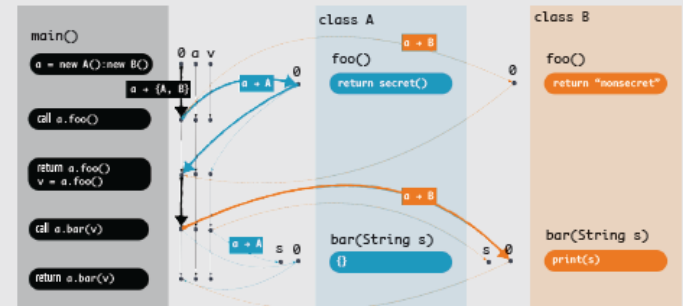 main()
0 a v
a = new A():new B()
a → {A, B}
call a.foo()
return a.foo()
v = a.foo()
call a.bar(v)
return a.bar(v)
a → A
0
a → B
0
class A
foo()
return secret()
class B
foo()
return "nonsecret"
a → B
a → A
s 0
bar(String s)
{}
s 0
bar(String s)
print(s)